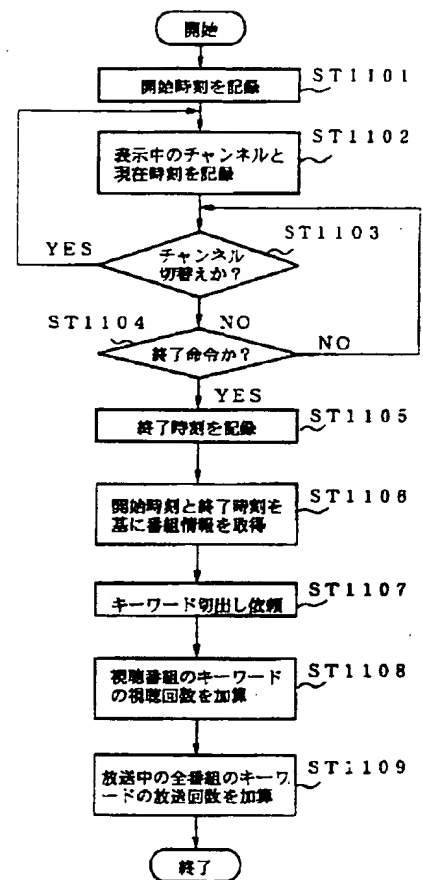 開始
開始時刻を記録
ST1101
表示中のチャンネルと
現在時刻を記録
ST1102
YES
チャンネル
切替えか?
ST1103
ST1104
NO
終了命令か?
NO
YES
終了時刻を記録
ST1105
開始時刻と終了時刻を
基に番組情報を取得
ST1106
キーワード切出し依頼
ST1107
視聴番組のキーワード
の視聴回数を加算
ST1108
放送中の全番組のキーワ
ードの放送回数を加算
ST1109
終了